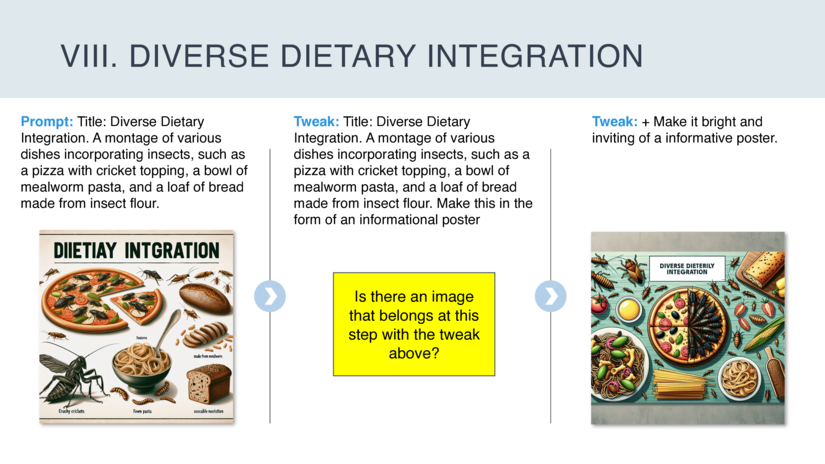 VIII. DIVERSE DIETARY INTEGRATION
Prompt: Title: Diverse Dietary
Integration. A montage of various
dishes incorporating insects, such as
a pizza with cricket topping, a bowl of
mealworm pasta, and a loaf of bread
made from insect flour.
DIIETIAY INTGRATION
made from mealworm
Cruchy crickets
From pasta
Tweak: Title: Diverse Dietary
Integration. A montage of various
dishes incorporating insects, such as a
pizza with cricket topping, a bowl of
mealworm pasta, and a loaf of bread
made from insect flour. Make this in the
form of an informational poster
Is there an image
that belongs at this
step with the tweak
above?
Tweak: + Make it bright and
inviting of a informative poster.
DIVERSE DIETERILY
INTEGRATION